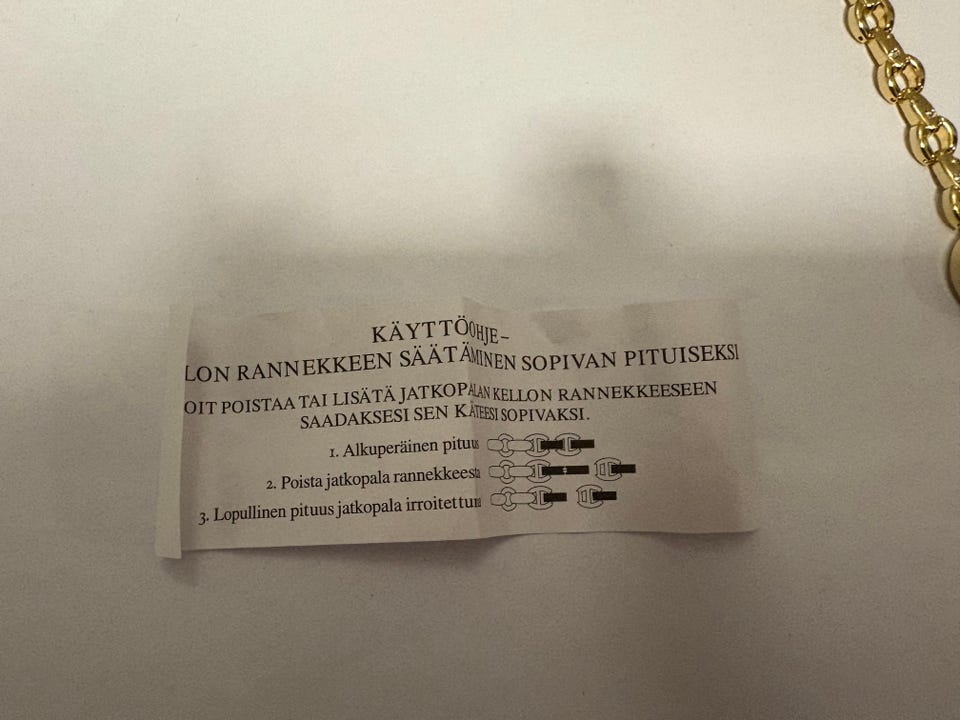 KÄYTTÖOHJE–
LON RANNEKKEEN SÄÄTÄMINEN SOPIVAN PITUISEKSI
OIT POISTAA TAI LISÄTÄ JATKOPALAN KELLON RANNEKKEESEEN
SAADAKSESI SEN KÄTEESI SOPIVAKSI.
1. Alkuperäinen pituus
2. Poista jatkopala rannekkeesta
3. Lopullinen pituus jatkopala irroitettuna